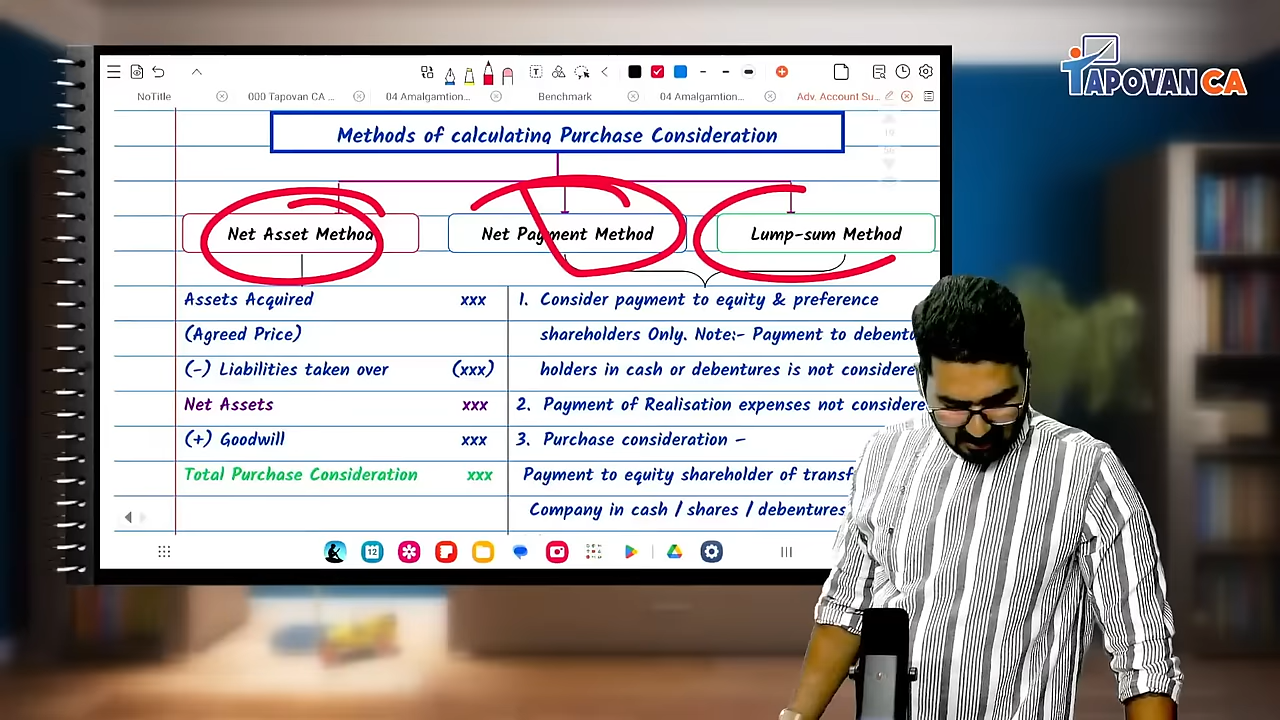 TAPOVAN CA
NoTitle
000 Tapovan CA ...
04 Amalgamtion...
Benchmark
04 Amalgamtion...
Adv. Account Su...
Methods of calculating Purchase Consideration
Net Asset Method
Net Payment Method
Lump-sum Method
Assets Acquired xxx
(Agreed Price)
(-) Liabilities taken over (xxx)
Net Assets xxx
(+) Goodwill xxx
Total Purchase Consideration xxx
1. Consider payment to equity & preference
shareholders Only. Note:- Payment to debent
holders in cash or debentures is not considere
2. Payment of Realisation expenses not considere
3. Purchase consideration –
Payment to equity shareholder of transf
Company in cash / shares / debentures
12